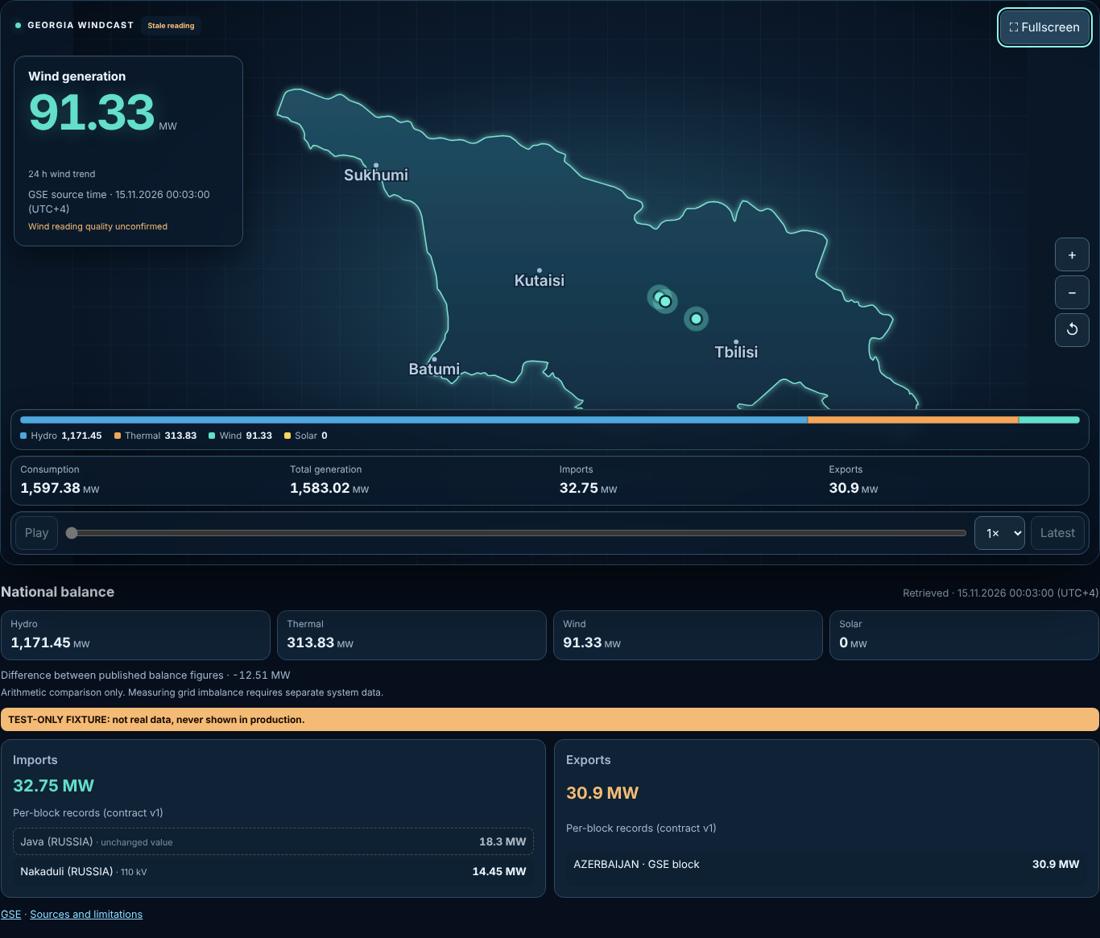 GEORGIA WINDCAST Stale reading
⛶ Fullscreen
Wind generation
91.33 MW
24 h wind trend
GSE source time · 15.11.2026 00:03:00
(UTC+4)
Wind reading quality unconfirmed
Sukhumi
Kutaisi
Tbilisi
Batumi
+
−
Hydro 1,171.45 Thermal 313.83 Wind 91.33 Solar 0
Consumption Total generation Imports Exports
1,597.38 MW 1,583.02 MW 32.75 MW 30.9 MW
Play 1× Latest
National balance Retrieved · 15.11.2026 00:03:00 (UTC+4)
Hydro Thermal Wind Solar
1,171.45 MW 313.83 MW 91.33 MW 0 MW
Difference between published balance figures · −12.51 MW
Arithmetic comparison only. Measuring grid imbalance requires separate system data.
TEST-ONLY FIXTURE: not real data, never shown in production.
Imports
32.75 MW
Per-block records (contract v1)
Java (RUSSIA) · unchanged value 18.3 MW
Nakaduli (RUSSIA) · 110 kV 14.45 MW
Exports
30.9 MW
Per-block records (contract v1)
AZERBAIJAN · GSE block 30.9 MW
GSE · Sources and limitations